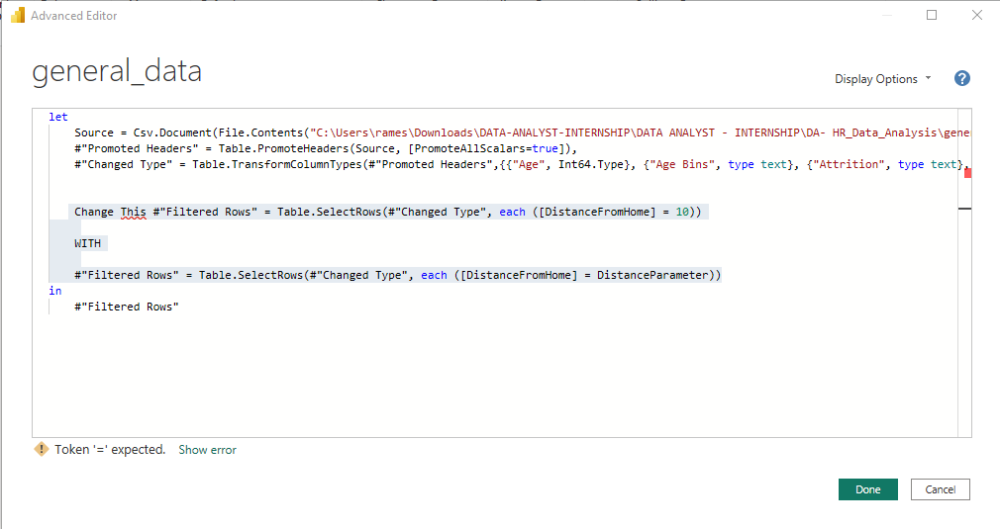 Advanced Editor
general_data
Display Options
?
let
Source = Csv.Document(File.Contents("C:\Users\rames\Downloads\DATA-ANALYST-INTERNSHIP\DATA ANALYST - INTERNSHIP\DA- HR_Data_Analysis\gene
#"Promoted Headers" = Table.PromoteHeaders(Source, [PromoteAllScalars=true]),
#"Changed Type" = Table.TransformColumnTypes(#"Promoted Headers",{{"Age", Int64.Type}, {"Age Bins", type text}, {"Attrition", type text},
Change This #"Filtered Rows" = Table.SelectRows(#"Changed Type", each ([DistanceFromHome] = 10))
WITH
#"Filtered Rows" = Table.SelectRows(#"Changed Type", each ([DistanceFromHome] = DistanceParameter))
in
#"Filtered Rows"
Token '=' expected. Show error
Done Cancel